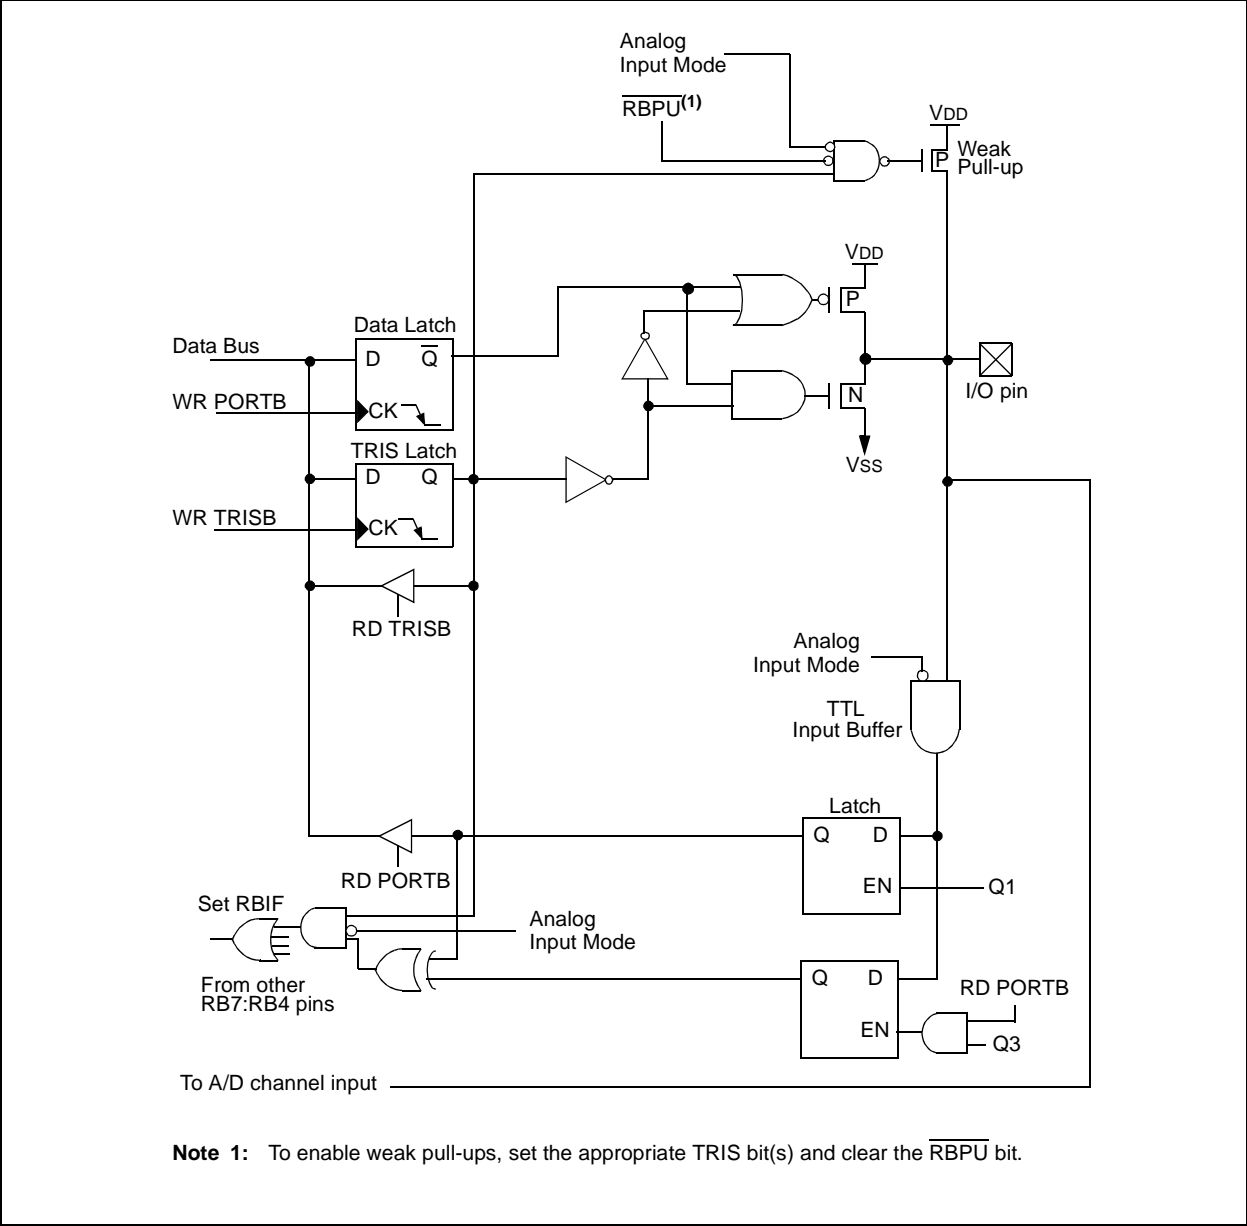 Analog
Input Mode
RBPU(1)
VDD
Weak
Pull-up
P
VDD
P
Data Latch
Data Bus
D Q
WR PORTB
CK
N
I/O pin
TRIS Latch
VSS
D Q
WR TRISB
CK
RD TRISB
Analog
Input Mode
TTL
Input Buffer
Latch
Q D
RD PORTB
EN
Q1
Set RBIF
Analog
Input Mode
From other
RB7:RB4 pins
Q D
RD PORTB
EN
Q3
To A/D channel input
Note 1: To enable weak pull-ups, set the appropriate TRIS bit(s) and clear the RBPU bit.